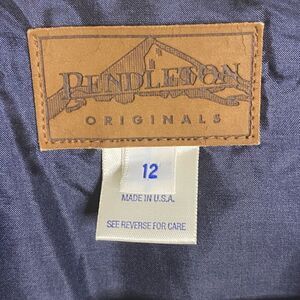 PENDLETON
ORIGINALS
12
MADE IN U.S.A.
SEE REVERSE FOR CARE